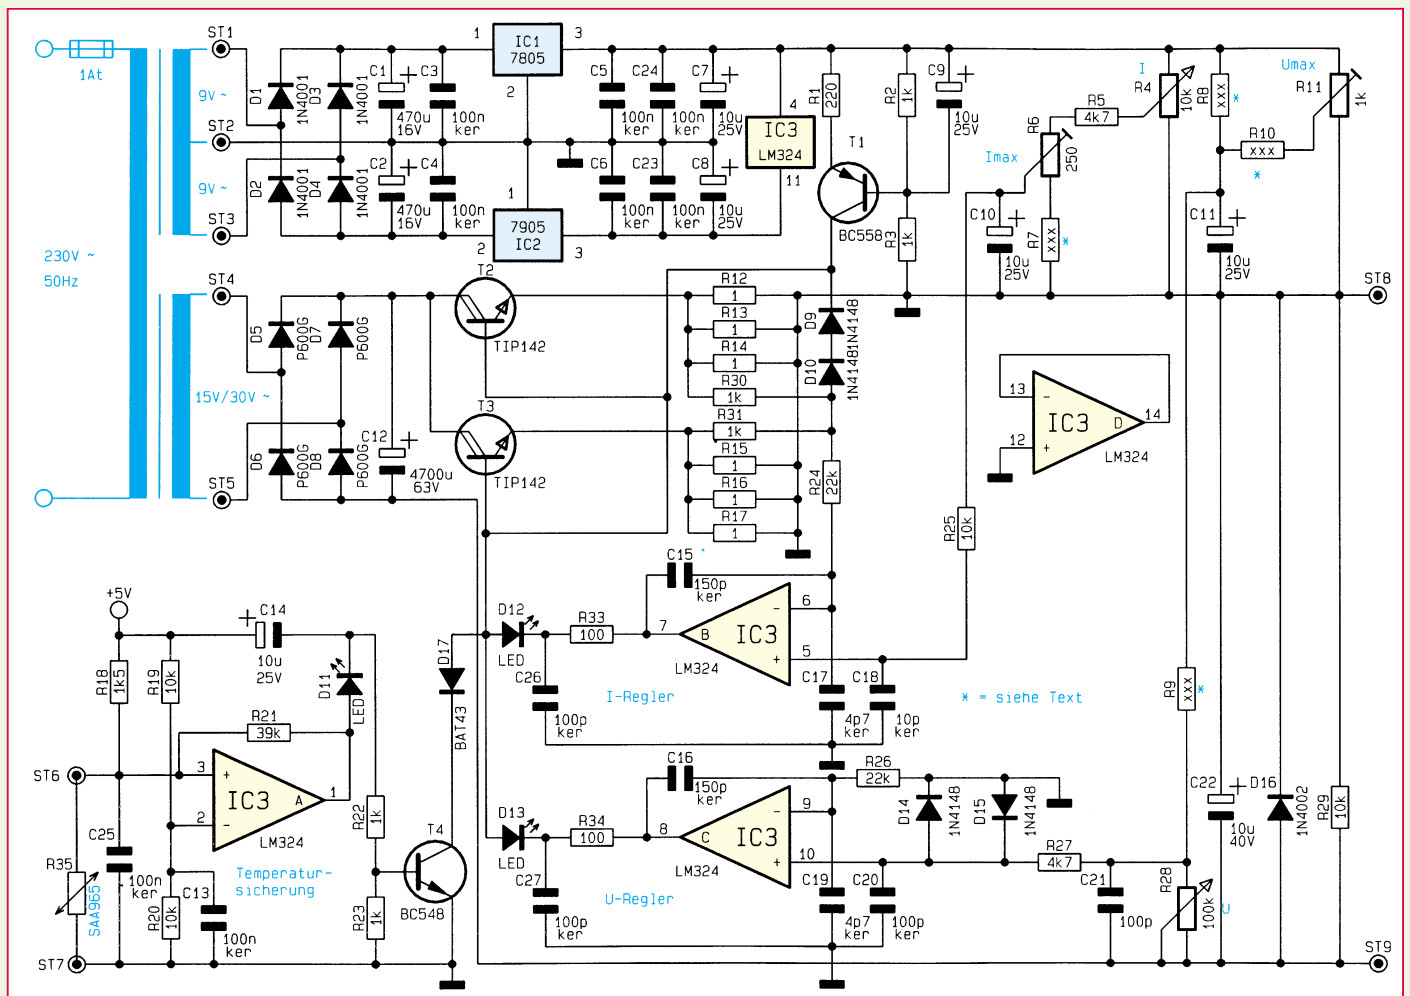 ST1
1At
9V ~
ST2
9V ~
ST3
230V ~
50Hz
ST4
15V/30V ~
ST5
D1
1N4001
D3
1N4001
D2
1N4001
D4
1N4001
C1
+
470u
16V
C3
100n
ker
C2
+
470u
16V
C4
100n
ker
1
IC1
7805
3
2
1
7905
IC2
2
3
C5
100n
ker
C24
100n
ker
C7
+
10u
25V
C6
100n
ker
C23
100n
ker
C8
+
10u
25V
4
IC3
LM324
11
R1
220
T1
BC558
R2
1k
C9
+
10u
25V
R3
1k
I
R4
10k
R5
4k7
R6
250
Imax
C10
+
10u
25V
R7
xxx
*
R8
xxx
*
R10
xxx
*
Umax
R11
1k
C11
+
10u
25V
ST8
D5
P600G
D7
P600G
D6
P600G
D8
P600G
C12
+
4700u
63V
T2
TIP142
T3
TIP142
R12
1
R13
1
R14
1
R30
1k
R31
1k
R15
1
R16
1
R17
1
D9
1N4148
D10
1N4148
R24
22k
R25
10k
13
-
12
+
IC3
D
14
LM324
+5V
R18
1k5
R19
10k
C14
+
10u
25V
D11
LED
R21
39k
ST6
3
+
2
-
IC3
A
1
LM324
R22
1k
C25
100n
ker
R35
SAA965
R20
10k
C13
100n
ker
Temperatur-
sicherung
R23
1k
T4
BC548
ST7
D17
BAT43
D12
LED
C26
100p
ker
R33
100
C15
150p
ker
7
B
IC3
-
6
+
5
LM324
I-Regler
C17
4p7
ker
C18
10p
ker
* = siehe Text
R9
xxx
*
D13
LED
C27
100p
ker
R34
100
C16
150p
ker
8
C
IC3
-
9
+
10
LM324
U-Regler
C19
4p7
ker
C20
100p
ker
R26
22k
D14
1N4148
D15
1N4148
R27
4k7
C21
100p
R28
100k
U
C22
+
10u
40V
D16
1N4002
R29
10k
ST9